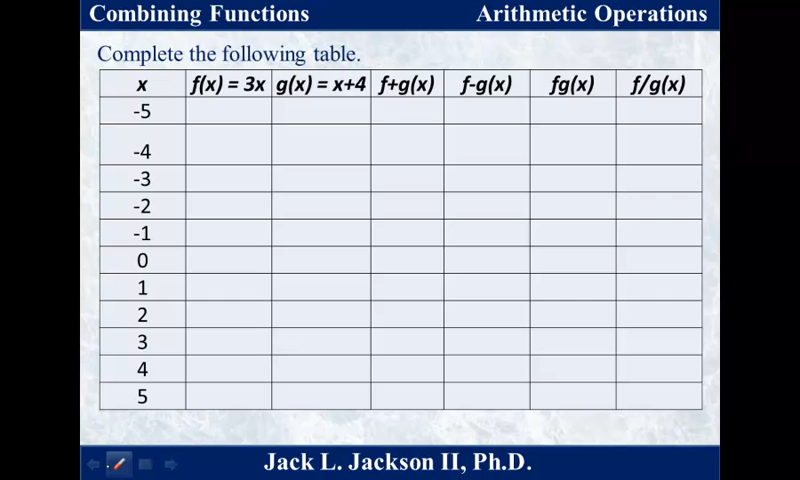 Combining Functions Arithmetic Operations
Complete the following table.
x f(x) = 3x g(x) = x+4 f+g(x) f-g(x) fg(x) f/g(x)
-5
-4
-3
-2
-1
0
1
2
3
4
5
Jack L. Jackson II, Ph.D.